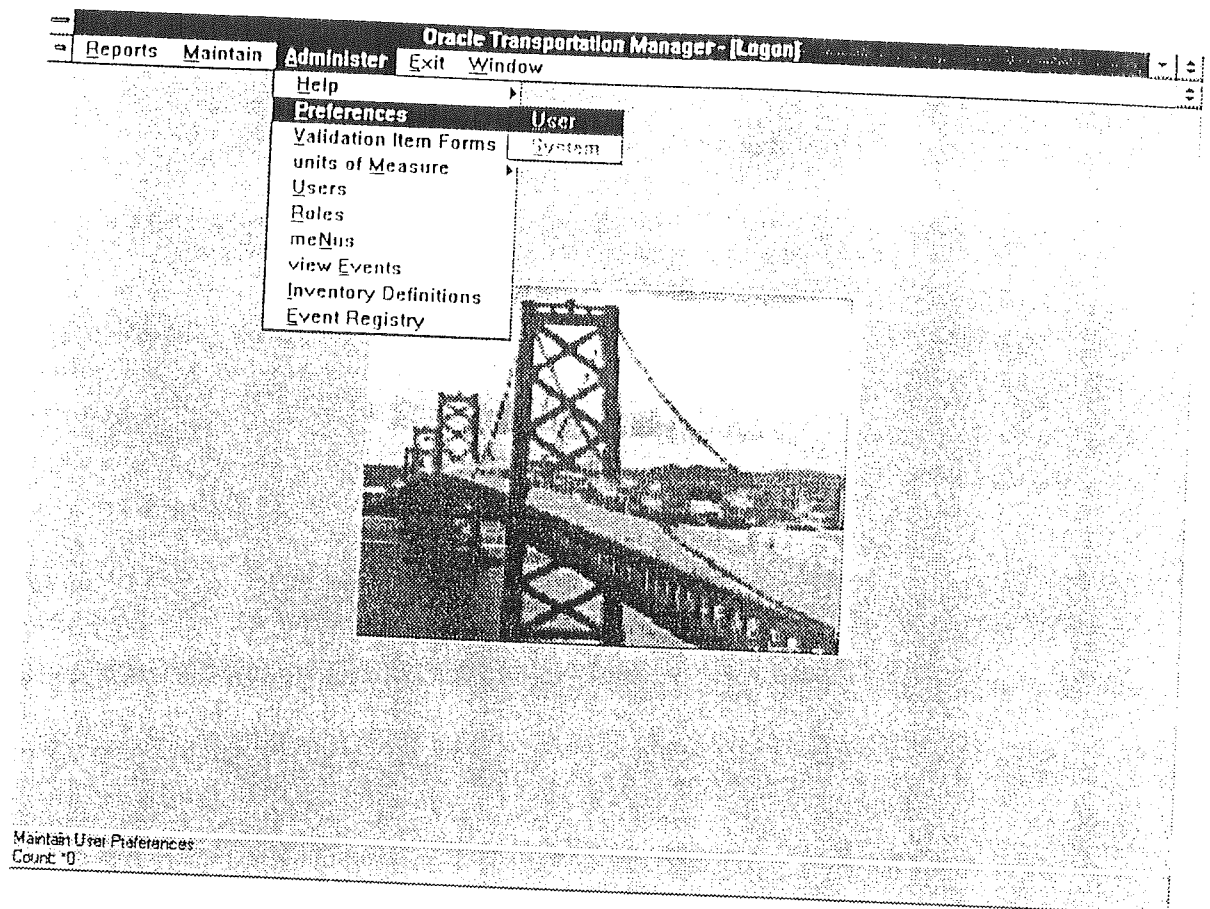 Oracle Transportation Manager - [Logon]
Reports Maintain Administer Exit Window
Help
Preferences
Validation Item Forms
units of Measure
Users
Roles
meNus
view Events
Inventory Definitions
Event Registry
User
System
Maintain User Preferences
Count: *0